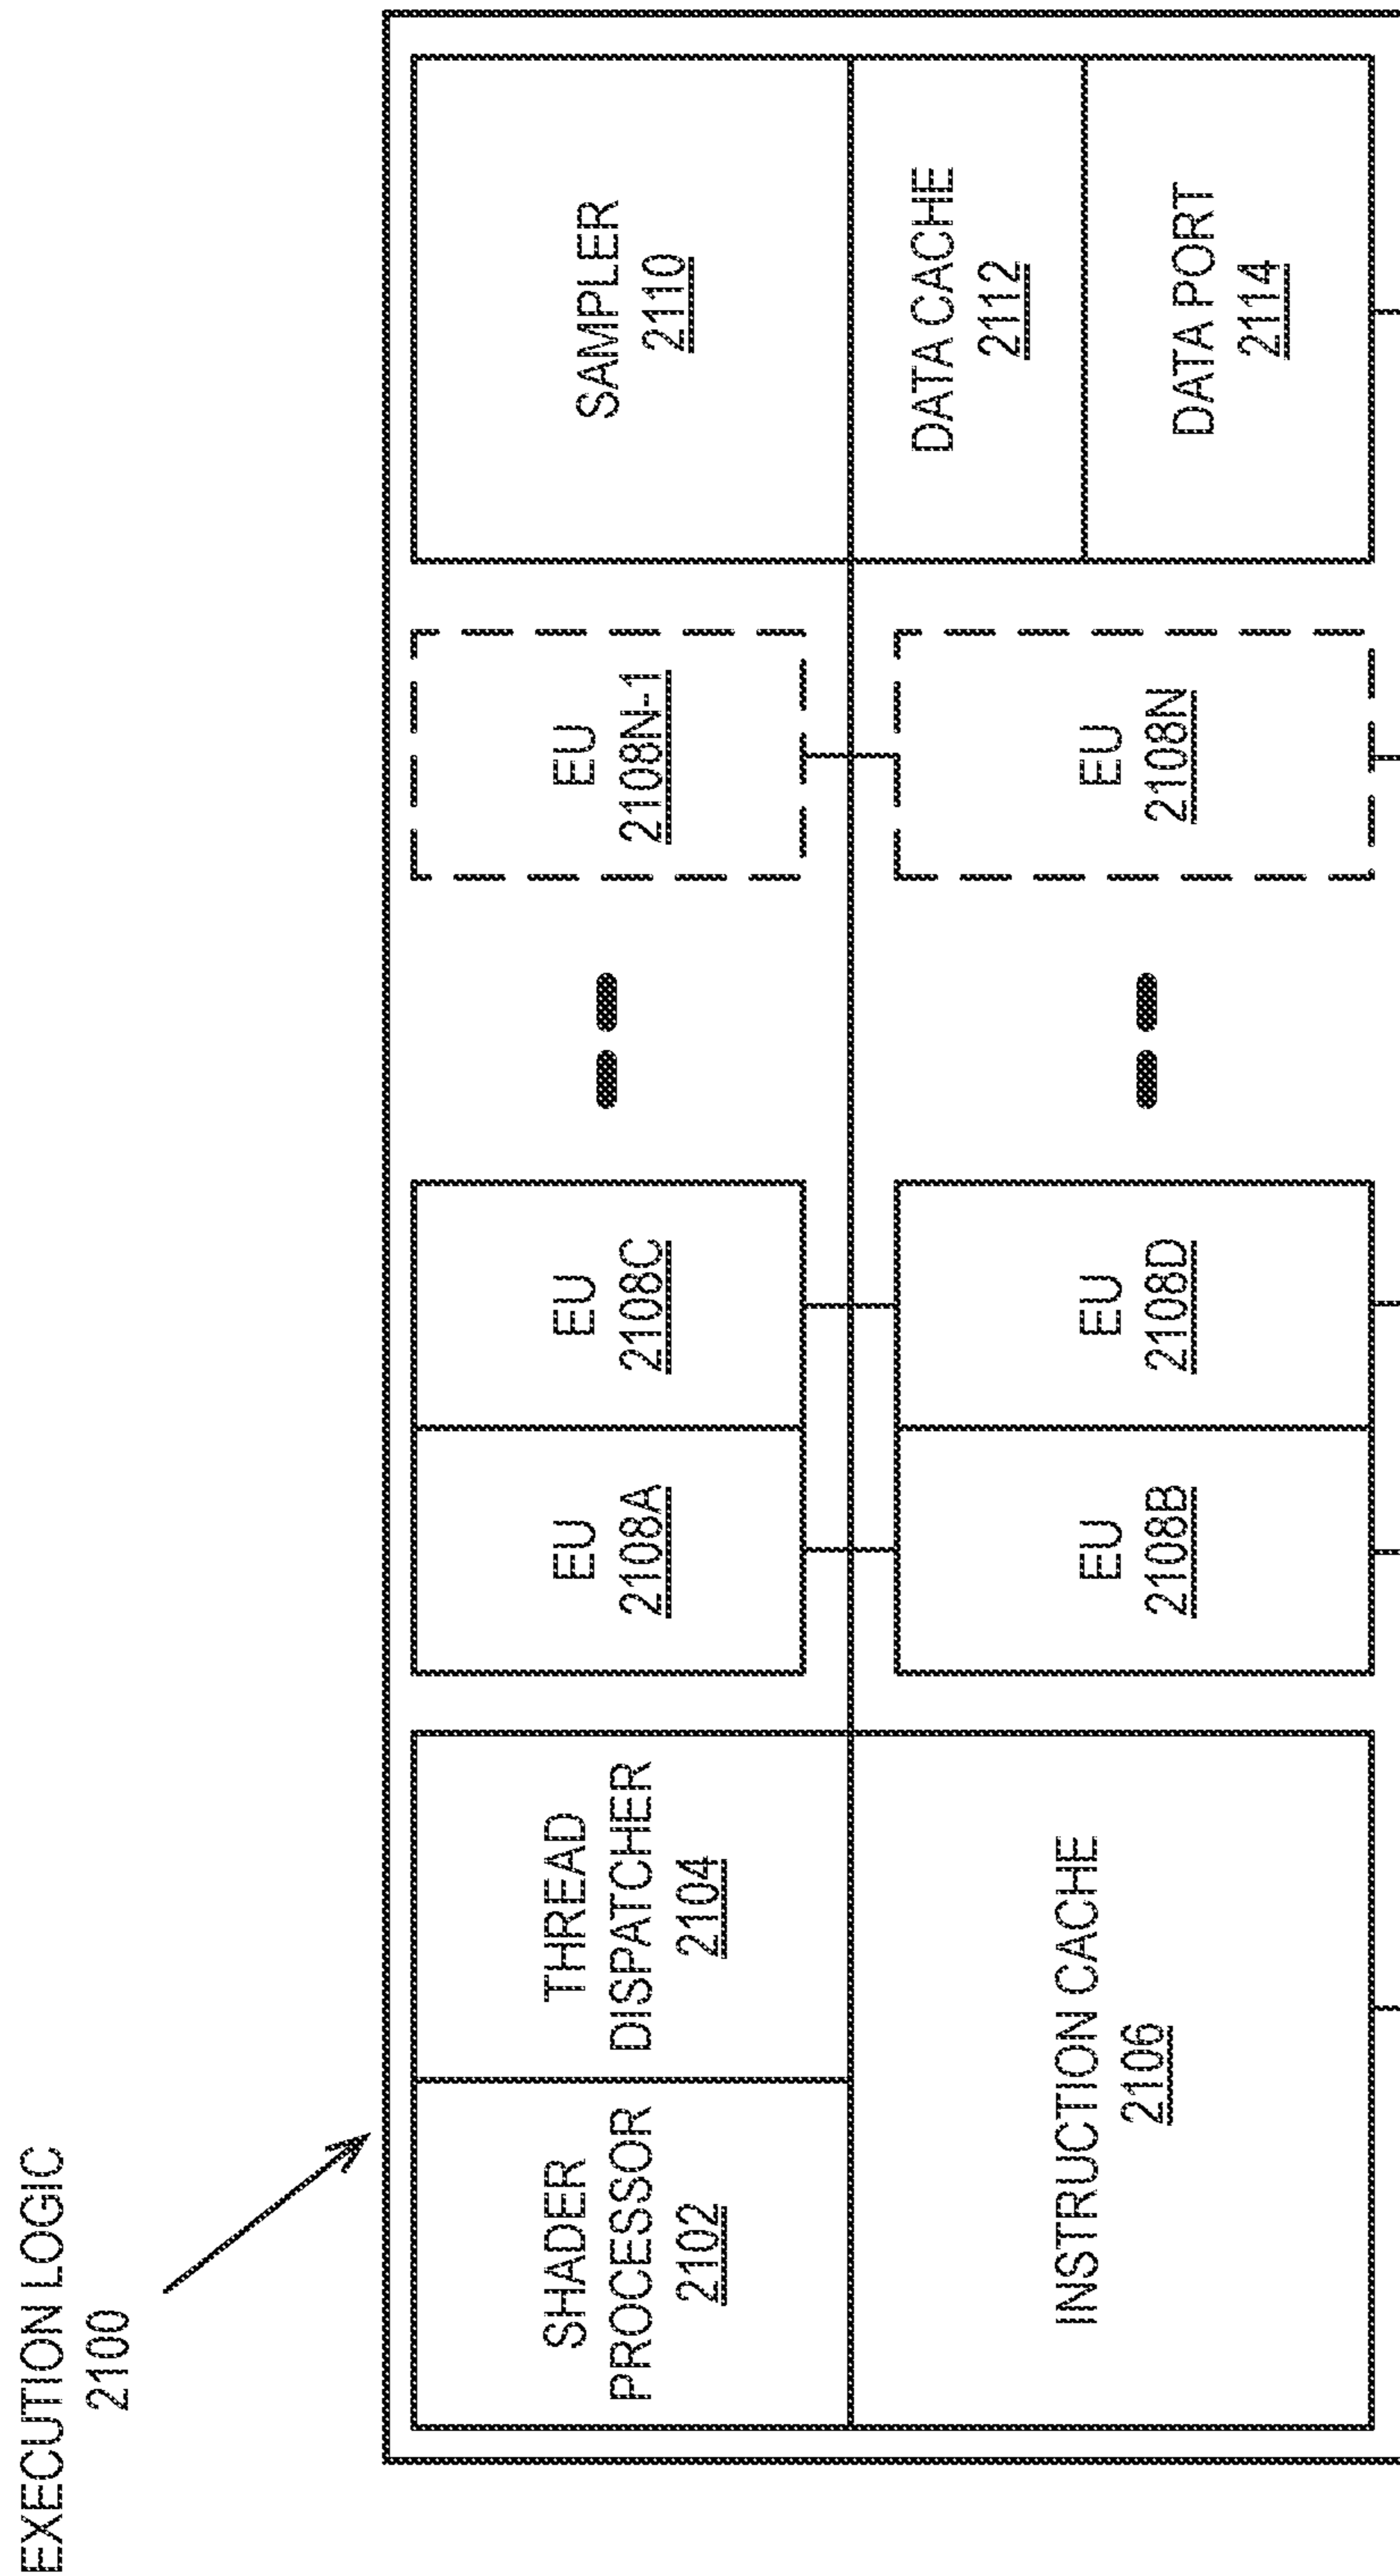 EXECUTION LOGIC
2100
SHADER
PROCESSOR
2102
THREAD
DISPATCHER
2104
INSTRUCTION CACHE
2106
EU
2108A
EU
2108C
EU
2108N-1
EU
2108B
EU
2108D
EU
2108N
SAMPLER
2110
DATA CACHE
2112
DATA PORT
2114